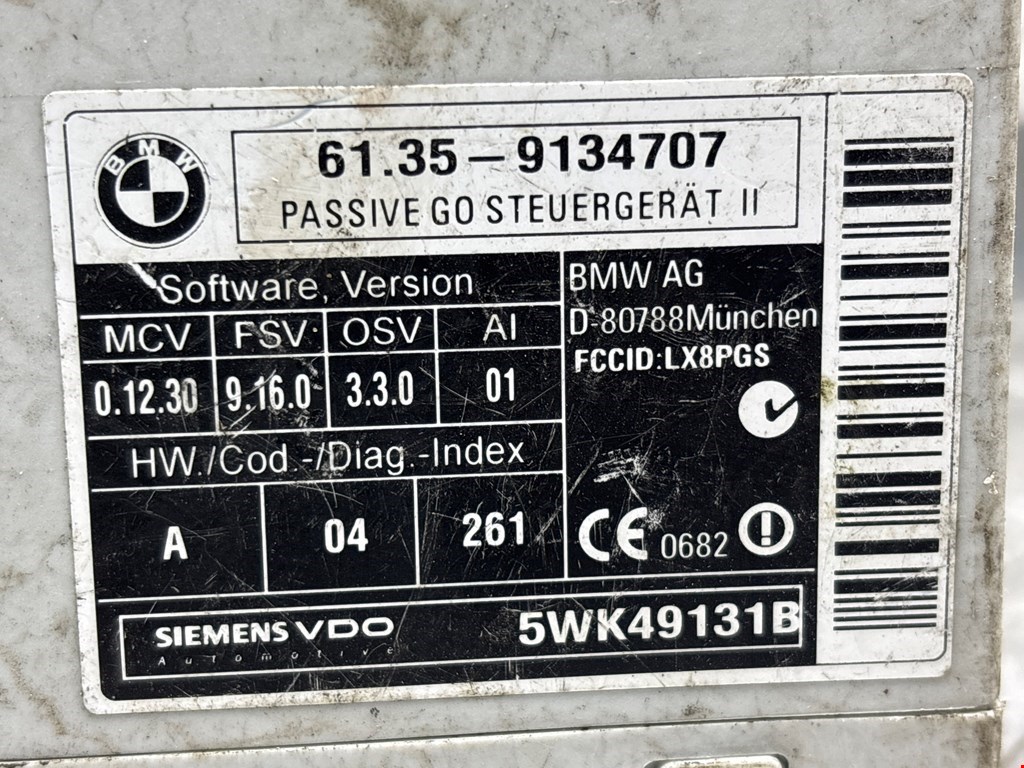 BMW
61.35-9134707
PASSIVE GO STEUERGERÄT II
Software, Version
MCV FSV OSV AI
0.12.30 9.16.0 3.3.0 01
HW./Cod.-/Diag.-Index
A 04 261
BMW AG
D-80788München
FCCID:LX8PGS
CE 0682
SIEMENS VDO
Automotive
5WK49131B